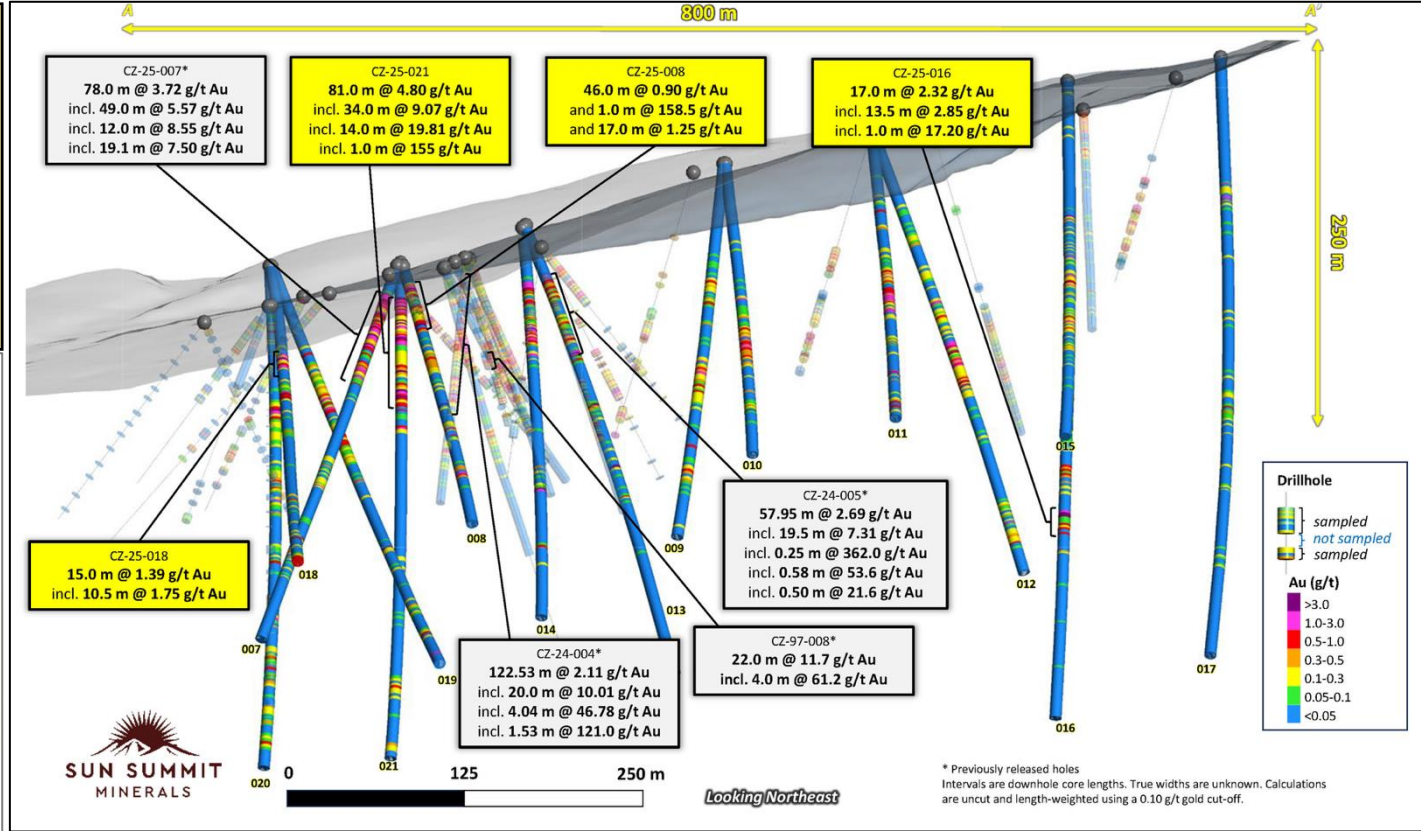 A
800 m
A'
CZ-25-007*
78.0 m @ 3.72 g/t Au
incl. 49.0 m @ 5.57 g/t Au
incl. 12.0 m @ 8.55 g/t Au
incl. 19.1 m @ 7.50 g/t Au
CZ-25-021
81.0 m @ 4.80 g/t Au
incl. 34.0 m @ 9.07 g/t Au
incl. 14.0 m @ 19.81 g/t Au
incl. 1.0 m @ 155 g/t Au
CZ-25-008
46.0 m @ 0.90 g/t Au
and 1.0 m @ 158.5 g/t Au
and 17.0 m @ 1.25 g/t Au
CZ-25-016
17.0 m @ 2.32 g/t Au
incl. 13.5 m @ 2.85 g/t Au
incl. 1.0 m @ 17.20 g/t Au
250 m
011
015
010
008
009
CZ-25-018
15.0 m @ 1.39 g/t Au
incl. 10.5 m @ 1.75 g/t Au
018
012
CZ-24-005*
57.95 m @ 2.69 g/t Au
incl. 19.5 m @ 7.31 g/t Au
incl. 0.25 m @ 362.0 g/t Au
incl. 0.58 m @ 53.6 g/t Au
incl. 0.50 m @ 21.6 g/t Au
013
014
007
019
017
016
020
021
CZ-24-004*
122.53 m @ 2.11 g/t Au
incl. 20.0 m @ 10.01 g/t Au
incl. 4.04 m @ 46.78 g/t Au
incl. 1.53 m @ 121.0 g/t Au
CZ-97-008*
22.0 m @ 11.7 g/t Au
incl. 4.0 m @ 61.2 g/t Au
Drillhole
sampled
not sampled
sampled
Au (g/t)
>3.0
1.0-3.0
0.5-1.0
0.3-0.5
0.1-0.3
0.05-0.1
<0.05
SUN SUMMIT
MINERALS
0
125
250 m
Looking Northeast
* Previously released holes
Intervals are downhole core lengths. True widths are unknown. Calculations
are uncut and length-weighted using a 0.10 g/t gold cut-off.